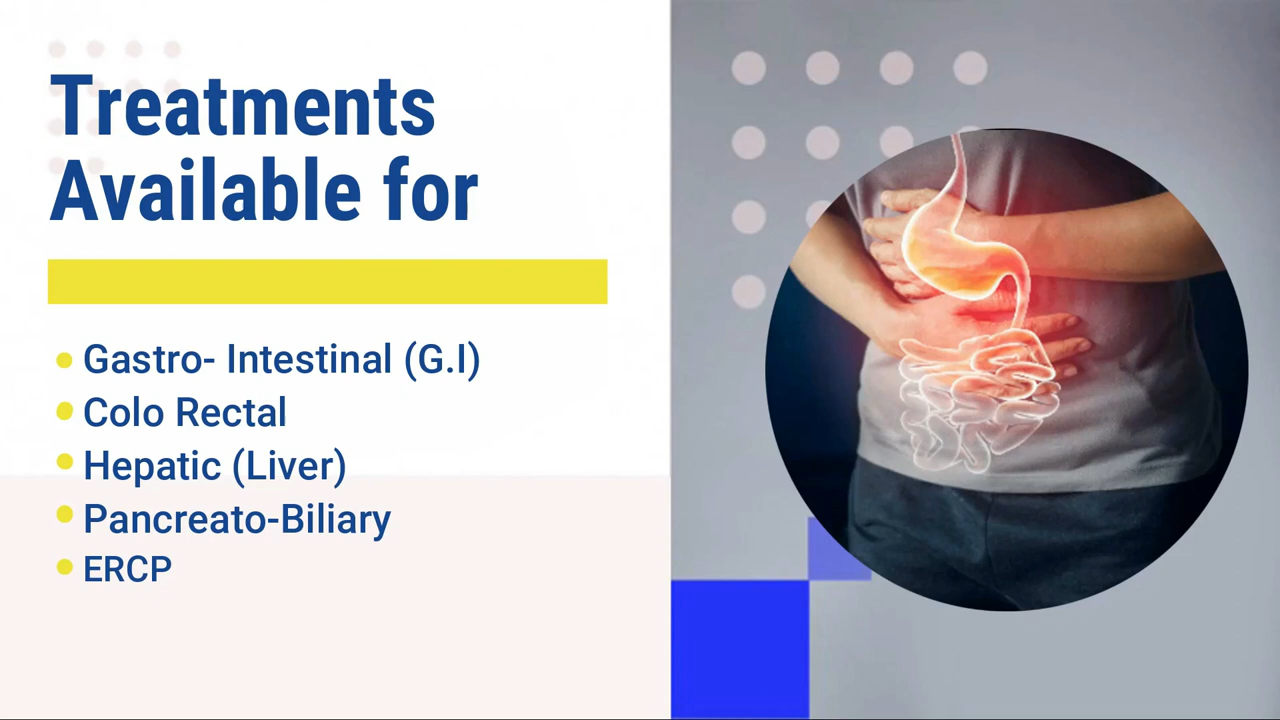 Treatments
Available for
Gastro- Intestinal (G.I)
Colo Rectal
Hepatic (Liver)
Pancreato-Biliary
ERCP